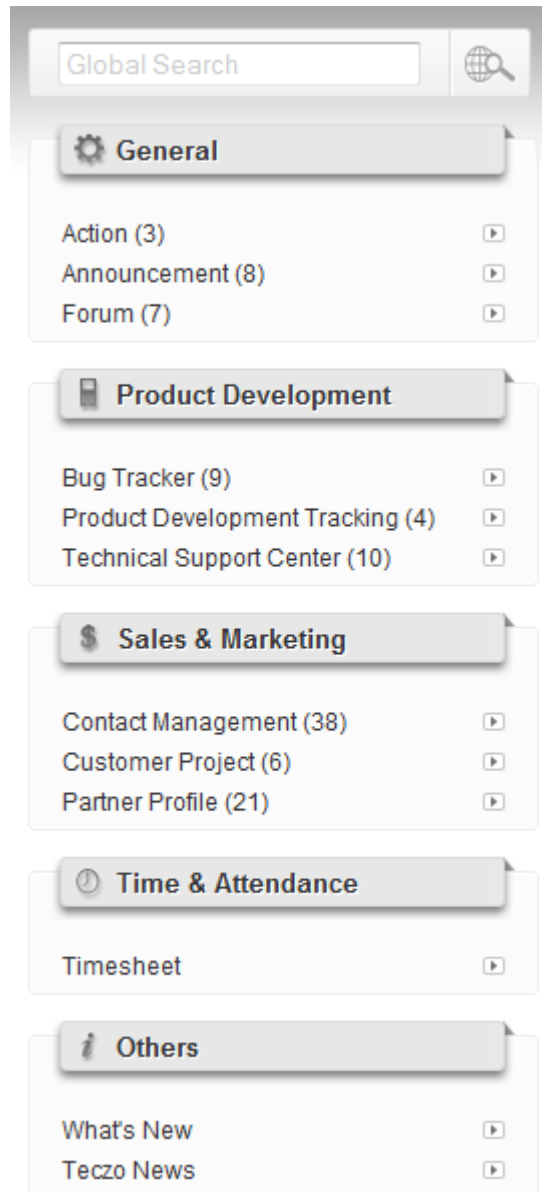 Global Search
General
Action (3)
Announcement (8)
Forum (7)
Product Development
Bug Tracker (9)
Product Development Tracking (4)
Technical Support Center (10)
$ Sales & Marketing
Contact Management (38)
Customer Project (6)
Partner Profile (21)
Time & Attendance
Timesheet
i Others
What's New
Teczo News